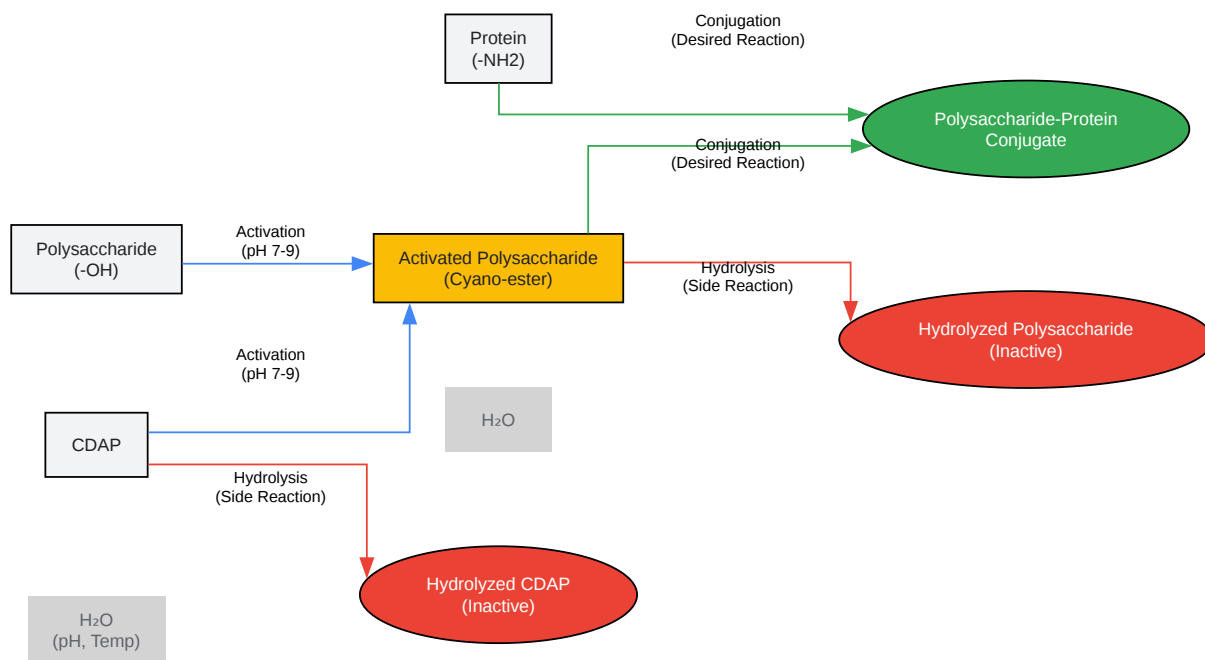 Protein
(-NH2)
Conjugation
(Desired Reaction)
Polysaccharide-Protein
Conjugate
Conjugation
(Desired Reaction)
Polysaccharide
(-OH)
Activation
(pH 7-9)
Activated Polysaccharide
(Cyano-ester)
Hydrolysis
(Side Reaction)
Hydrolyzed Polysaccharide
(Inactive)
Activation
(pH 7-9)
H₂O
CDAP
Hydrolysis
(Side Reaction)
Hydrolyzed CDAP
(Inactive)
H₂O
(pH, Temp)